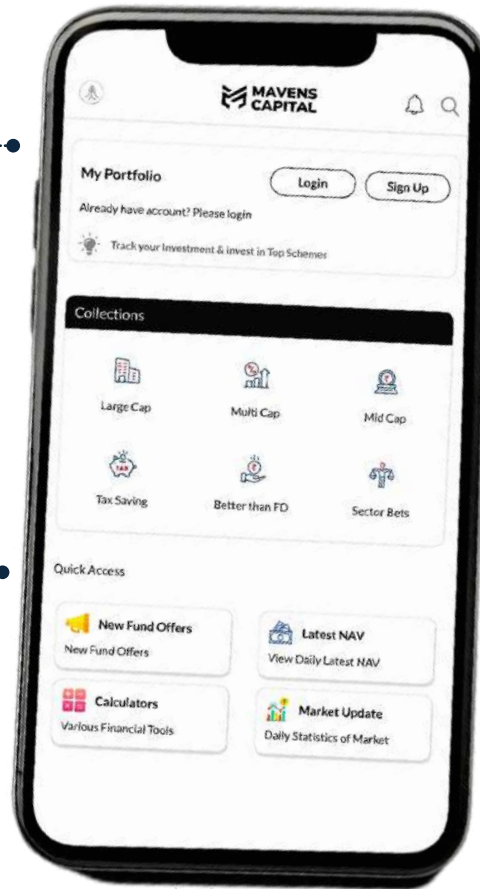 MAVENS
CAPITAL
My Portfolio
Login
Sign Up
Already have account? Please login
Track your Investment & invest in Top Schemes
Collections
Large Cap
Multi Cap
Mid Cap
TAX
Tax Saving
Better than FD
Sector Bets
Quick Access
New Fund Offers
New Fund Offers
Latest NAV
View Daily Latest NAV
Calculators
Various Financial Tools
Market Update
Daily Statistics of Market